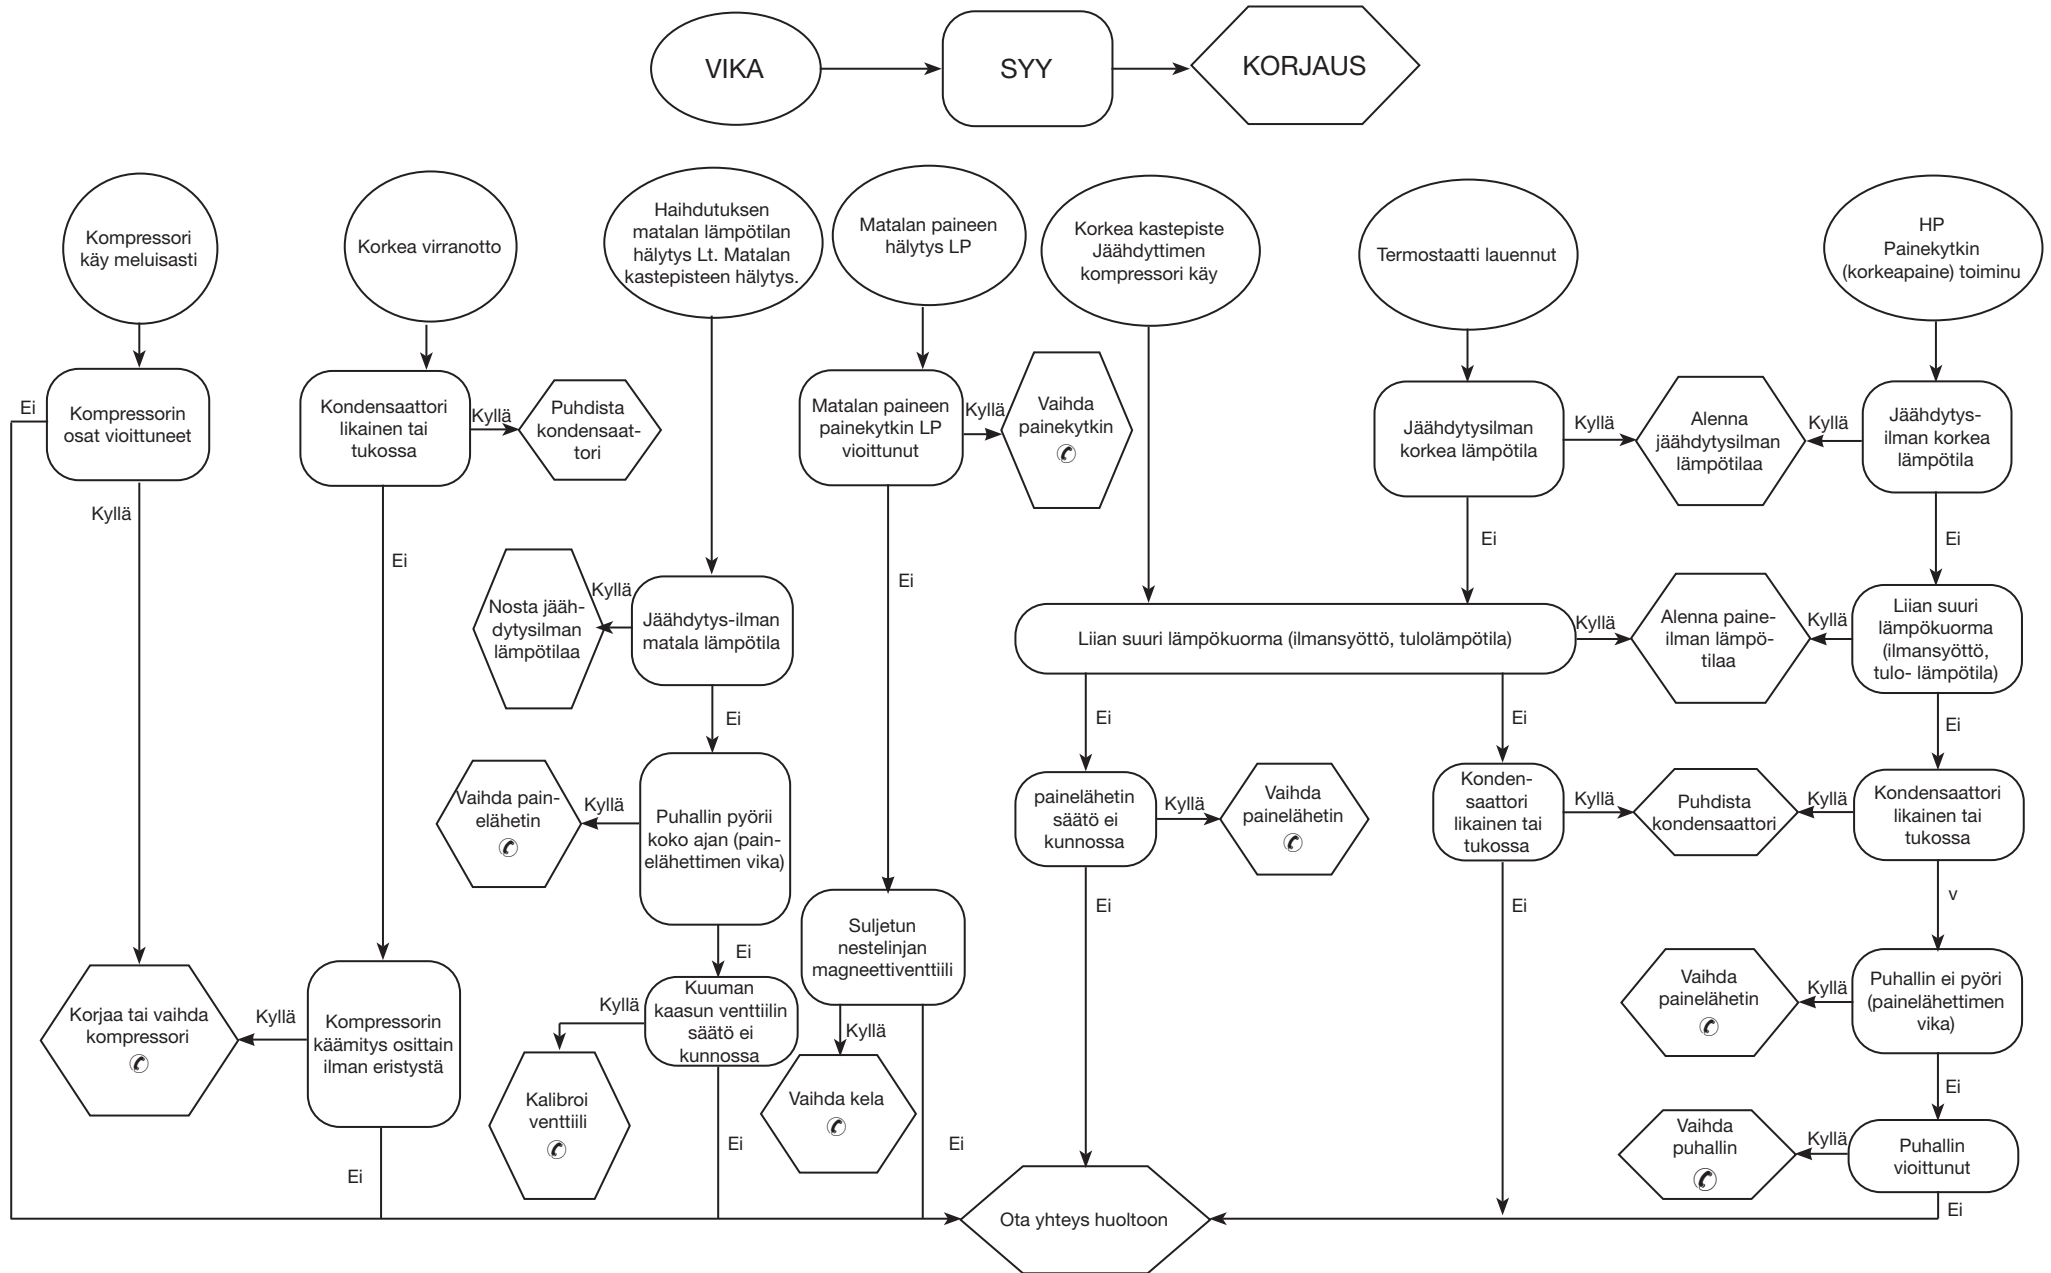 VIKA
SYY
KORJAUS
Kompressori
käy meluisasti
Korkea virranotto
Haihdutuksen
matalan lämpötilan
hälytys Lt. Matalan
kastepisteen hälytys.
Matalan paineen
hälytys LP
Korkea kastepiste
Jäähdyttimen
kompressori käy
Termostaatti lauennut
HP
Painekytkin
(korkeapaine) toiminu
Ei
Kompressorin
osat vioittuneet
Kyllä
Kondensaattori
likainen tai
tukossa
Kyllä
Puhdista
kondensaat-
tori
Ei
Matalan paineen
painekytkin LP
vioittunut
Kyllä
Vaihda
painekytkin
✆
Ei
Jäähdytysilman
korkea lämpötila
Kyllä
Alenna
jäähdytysilman
lämpötilaa
Kyllä
Jäähdytys-
ilman korkea
lämpötila
Ei
Ei
Nosta jääh-
dytysilman
lämpötilaa
Kyllä
Jäähdytys-ilman
matala lämpötila
Ei
Liian suuri lämpökuorma (ilmansyöttö, tulolämpötila)
Kyllä
Alenna paine-
ilman lämpö-
tilaa
Kyllä
Liian suuri
lämpökuorma
(ilmansyöttö,
tulo- lämpötila)
Ei
Ei
Ei
Vaihda pain-
elähetin
✆
Kyllä
Puhallin pyörii
koko ajan (pain-
elähettimen vika)
Ei
painelähetin
säätö ei
kunnossa
Kyllä
Vaihda
painelähetin
✆
Ei
Konden-
saattori
likainen tai
tukossa
Kyllä
Puhdista
kondensaattori
Kyllä
Kondensaattori
likainen tai
tukossa
Ei
v
Korjaa tai vaihda
kompressori
✆
Kyllä
Kompressorin
käämitys osittain
ilman eristystä
Ei
Kyllä
Kuuman
kaasun venttiilin
säätö ei
kunnossa
Kalibroi
venttiili
✆
Ei
Suljetun
nestelinjan
magneettiventtiili
Kyllä
Vaihda kela
✆
Ei
Vaihda
painelähetin
✆
Kyllä
Puhallin ei pyöri
(painelähettimen
vika)
Ei
Vaihda
puhallin
✆
Kyllä
Puhallin
vioittunut
Ei
Ota yhteys huoltoon